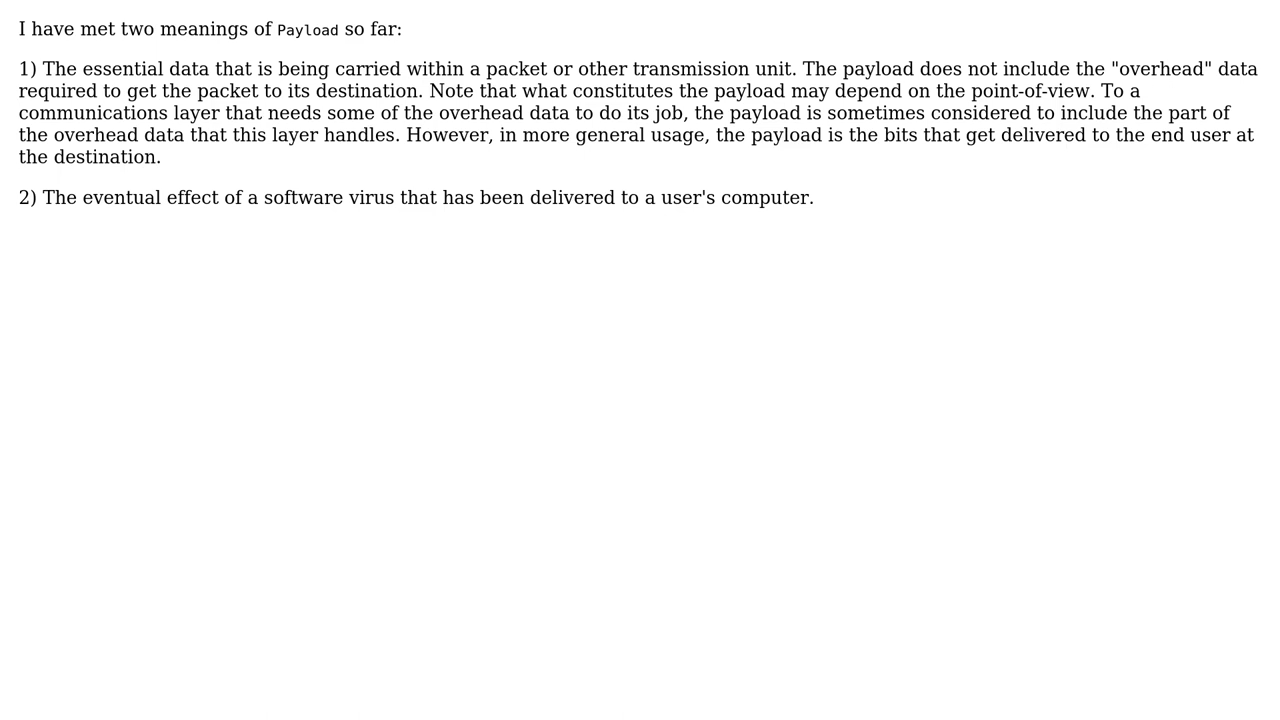 I have met two meanings of Payload so far:
1) The essential data that is being carried within a packet or other transmission unit. The payload does not include the "overhead" data
required to get the packet to its destination. Note that what constitutes the payload may depend on the point-of-view. To a
communications layer that needs some of the overhead data to do its job, the payload is sometimes considered to include the part of
the overhead data that this layer handles. However, in more general usage, the payload is the bits that get delivered to the end user at
the destination.
2) The eventual effect of a software virus that has been delivered to a user's computer.